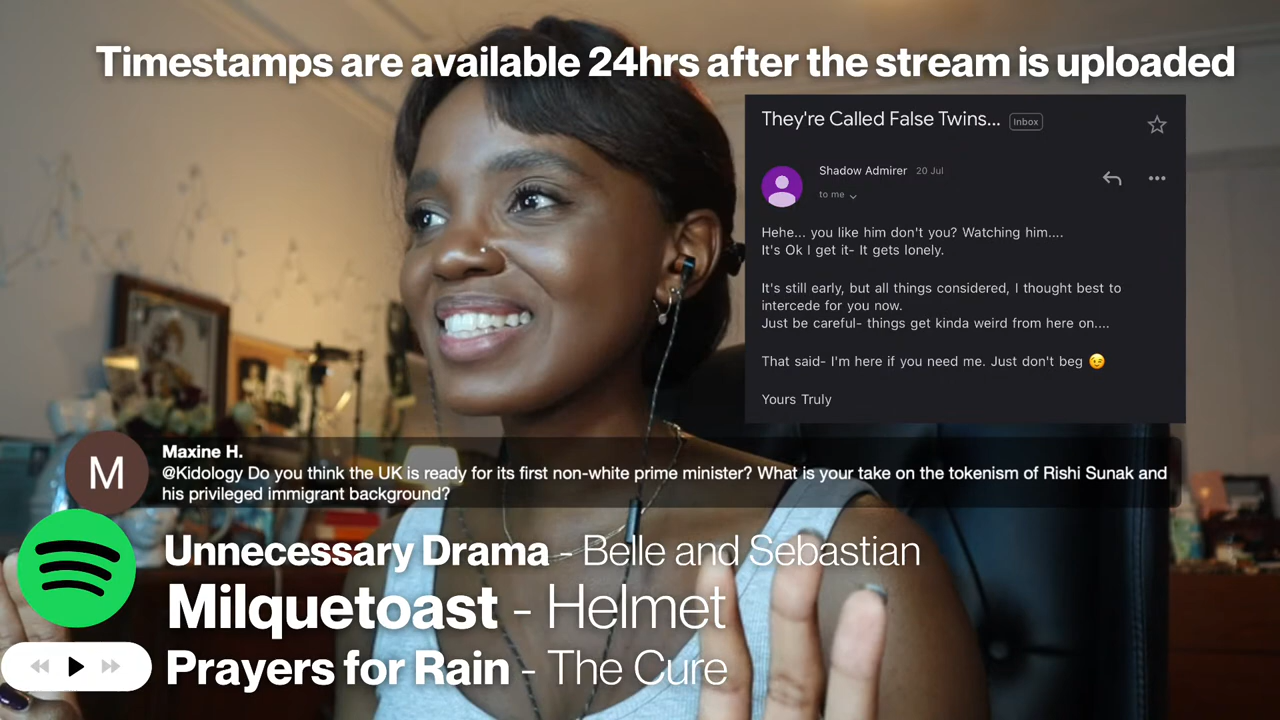 Timestamps are available 24hrs after the stream is uploaded
They're Called False Twins...
Inbox
Shadow Admirer 20 Jul
to me
Hehe... you like him don't you? Watching him....
It's Ok I get it- It gets lonely.
It's still early, but all things considered, I thought best to
intercede for you now.
Just be careful- things get kinda weird from here on....
That said- I'm here if you need me. Just don't beg 😉
Yours Truly
M
Maxine H.
@Kidology Do you think the UK is ready for its first non-white prime minister? What is your take on the tokenism of Rishi Sunak and
his privileged immigrant background?
Unnecessary Drama - Belle and Sebastian
Milquetoast - Helmet
Prayers for Rain - The Cure